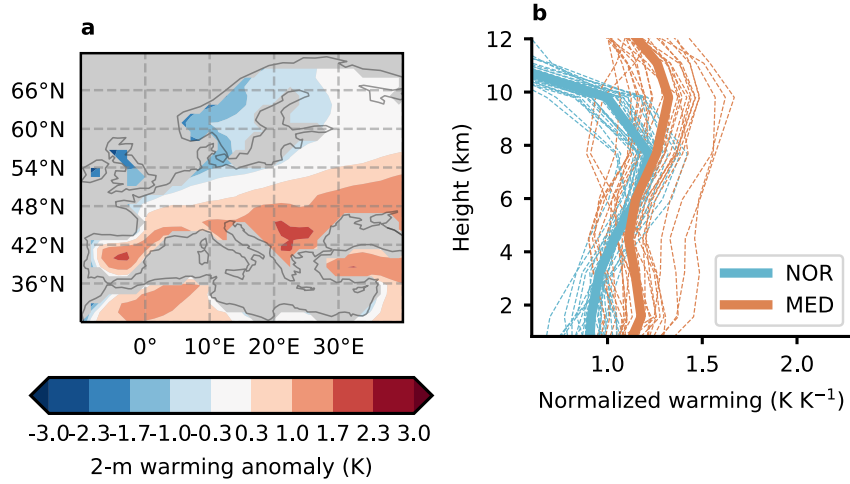 a
66°N
60°N
54°N
48°N
42°N
36°N
0°
10°E
20°E
30°E
-3.0
-2.3
-1.7
-1.0
-0.3
0.3
1.0
1.7
2.3
3.0
2-m warming anomaly (K)
b
12
10
8
6
4
2
Height (km)
NOR
MED
1.0
1.5
2.0
Normalized warming (K K⁻¹)